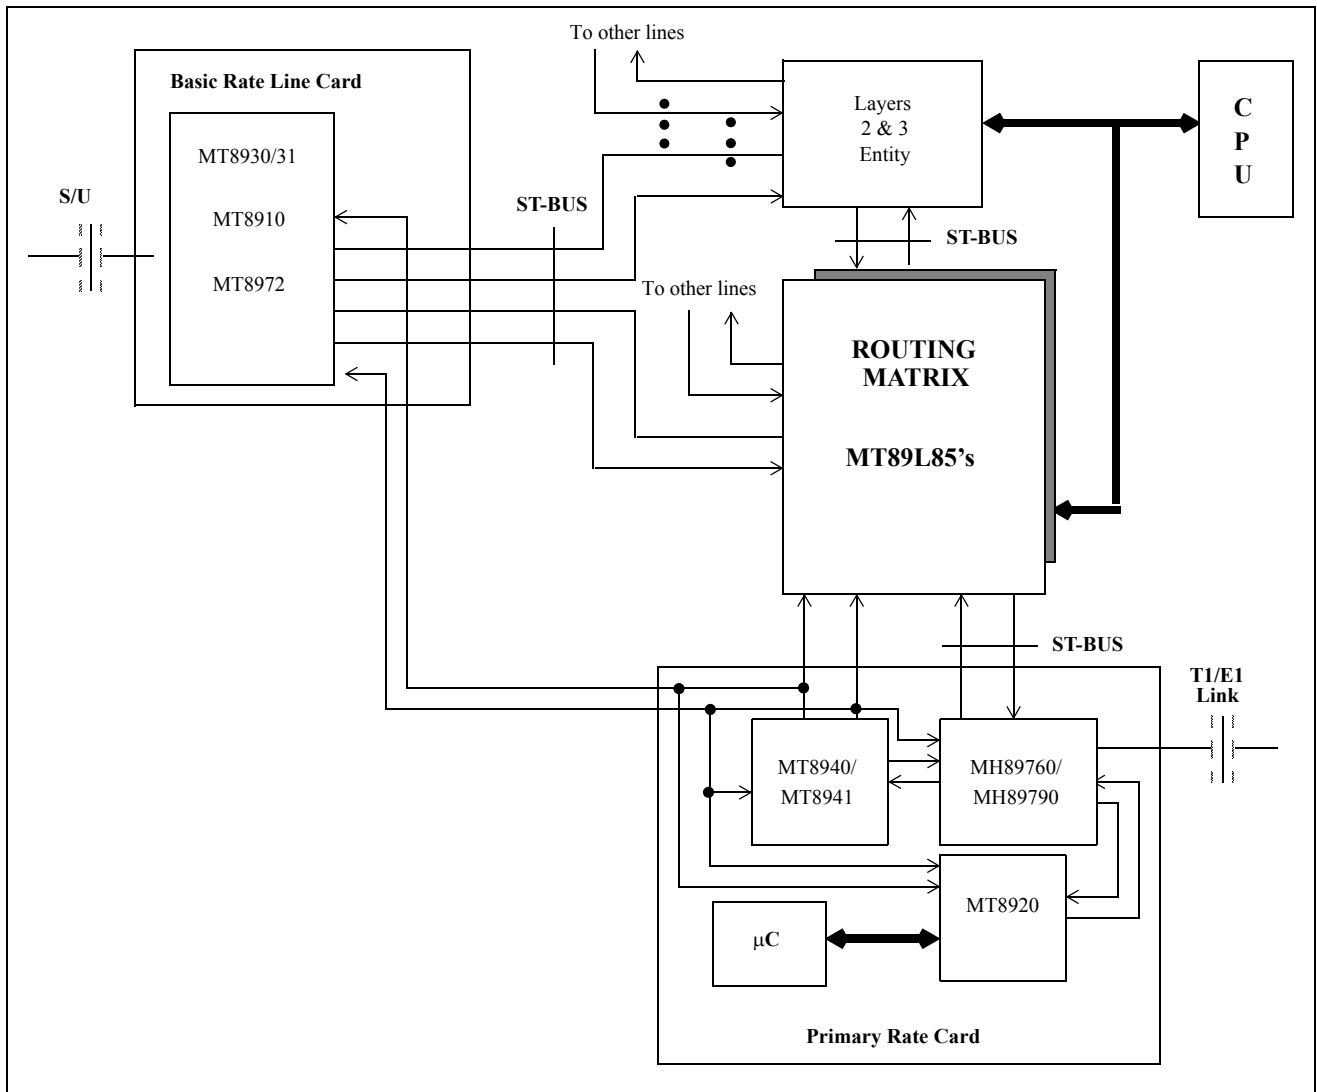 To other lines
Basic Rate Line Card
Layers
2 & 3
Entity
C
P
U
MT8930/31
S/U
MT8910
ST-BUS
ST-BUS
MT8972
To other lines
ROUTING
MATRIX
MT89L85's
ST-BUS
T1/E1
Link
MT8940/
MT8941
MH89760/
MH89790
MT8920
µC
Primary Rate Card